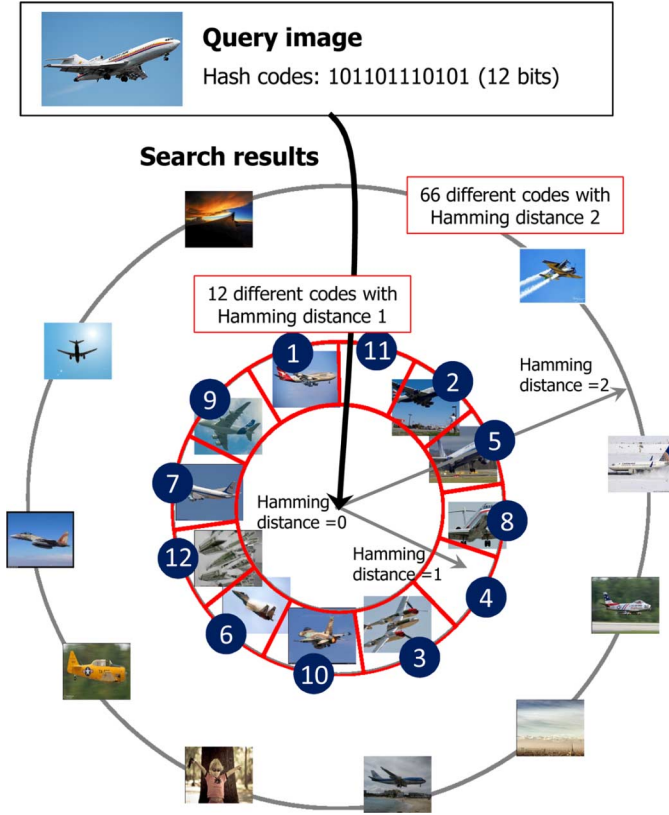 Query image
Hash codes: 101101110101 (12 bits)
Search results
66 different codes with
Hamming distance 2
12 different codes with
Hamming distance 1
Hamming
distance =2
1
11
2
9
5
7
8
Hamming
distance =0
Hamming
distance =1
12
4
6
3
10